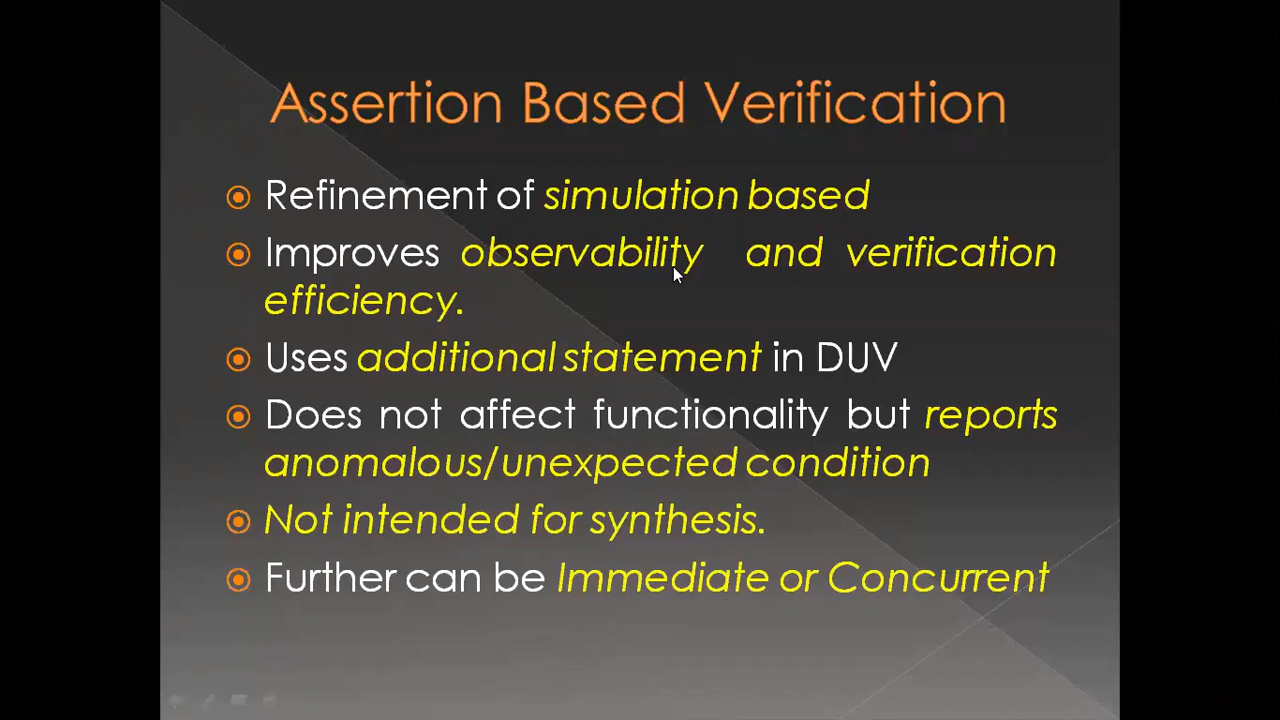 Assertion Based Verification
Refinement of simulation based
Improves observability and verification
efficiency.
Uses additional statement in DUV
Does not affect functionality but reports
anomalous/unexpected condition
Not intended for synthesis.
Further can be Immediate or Concurrent